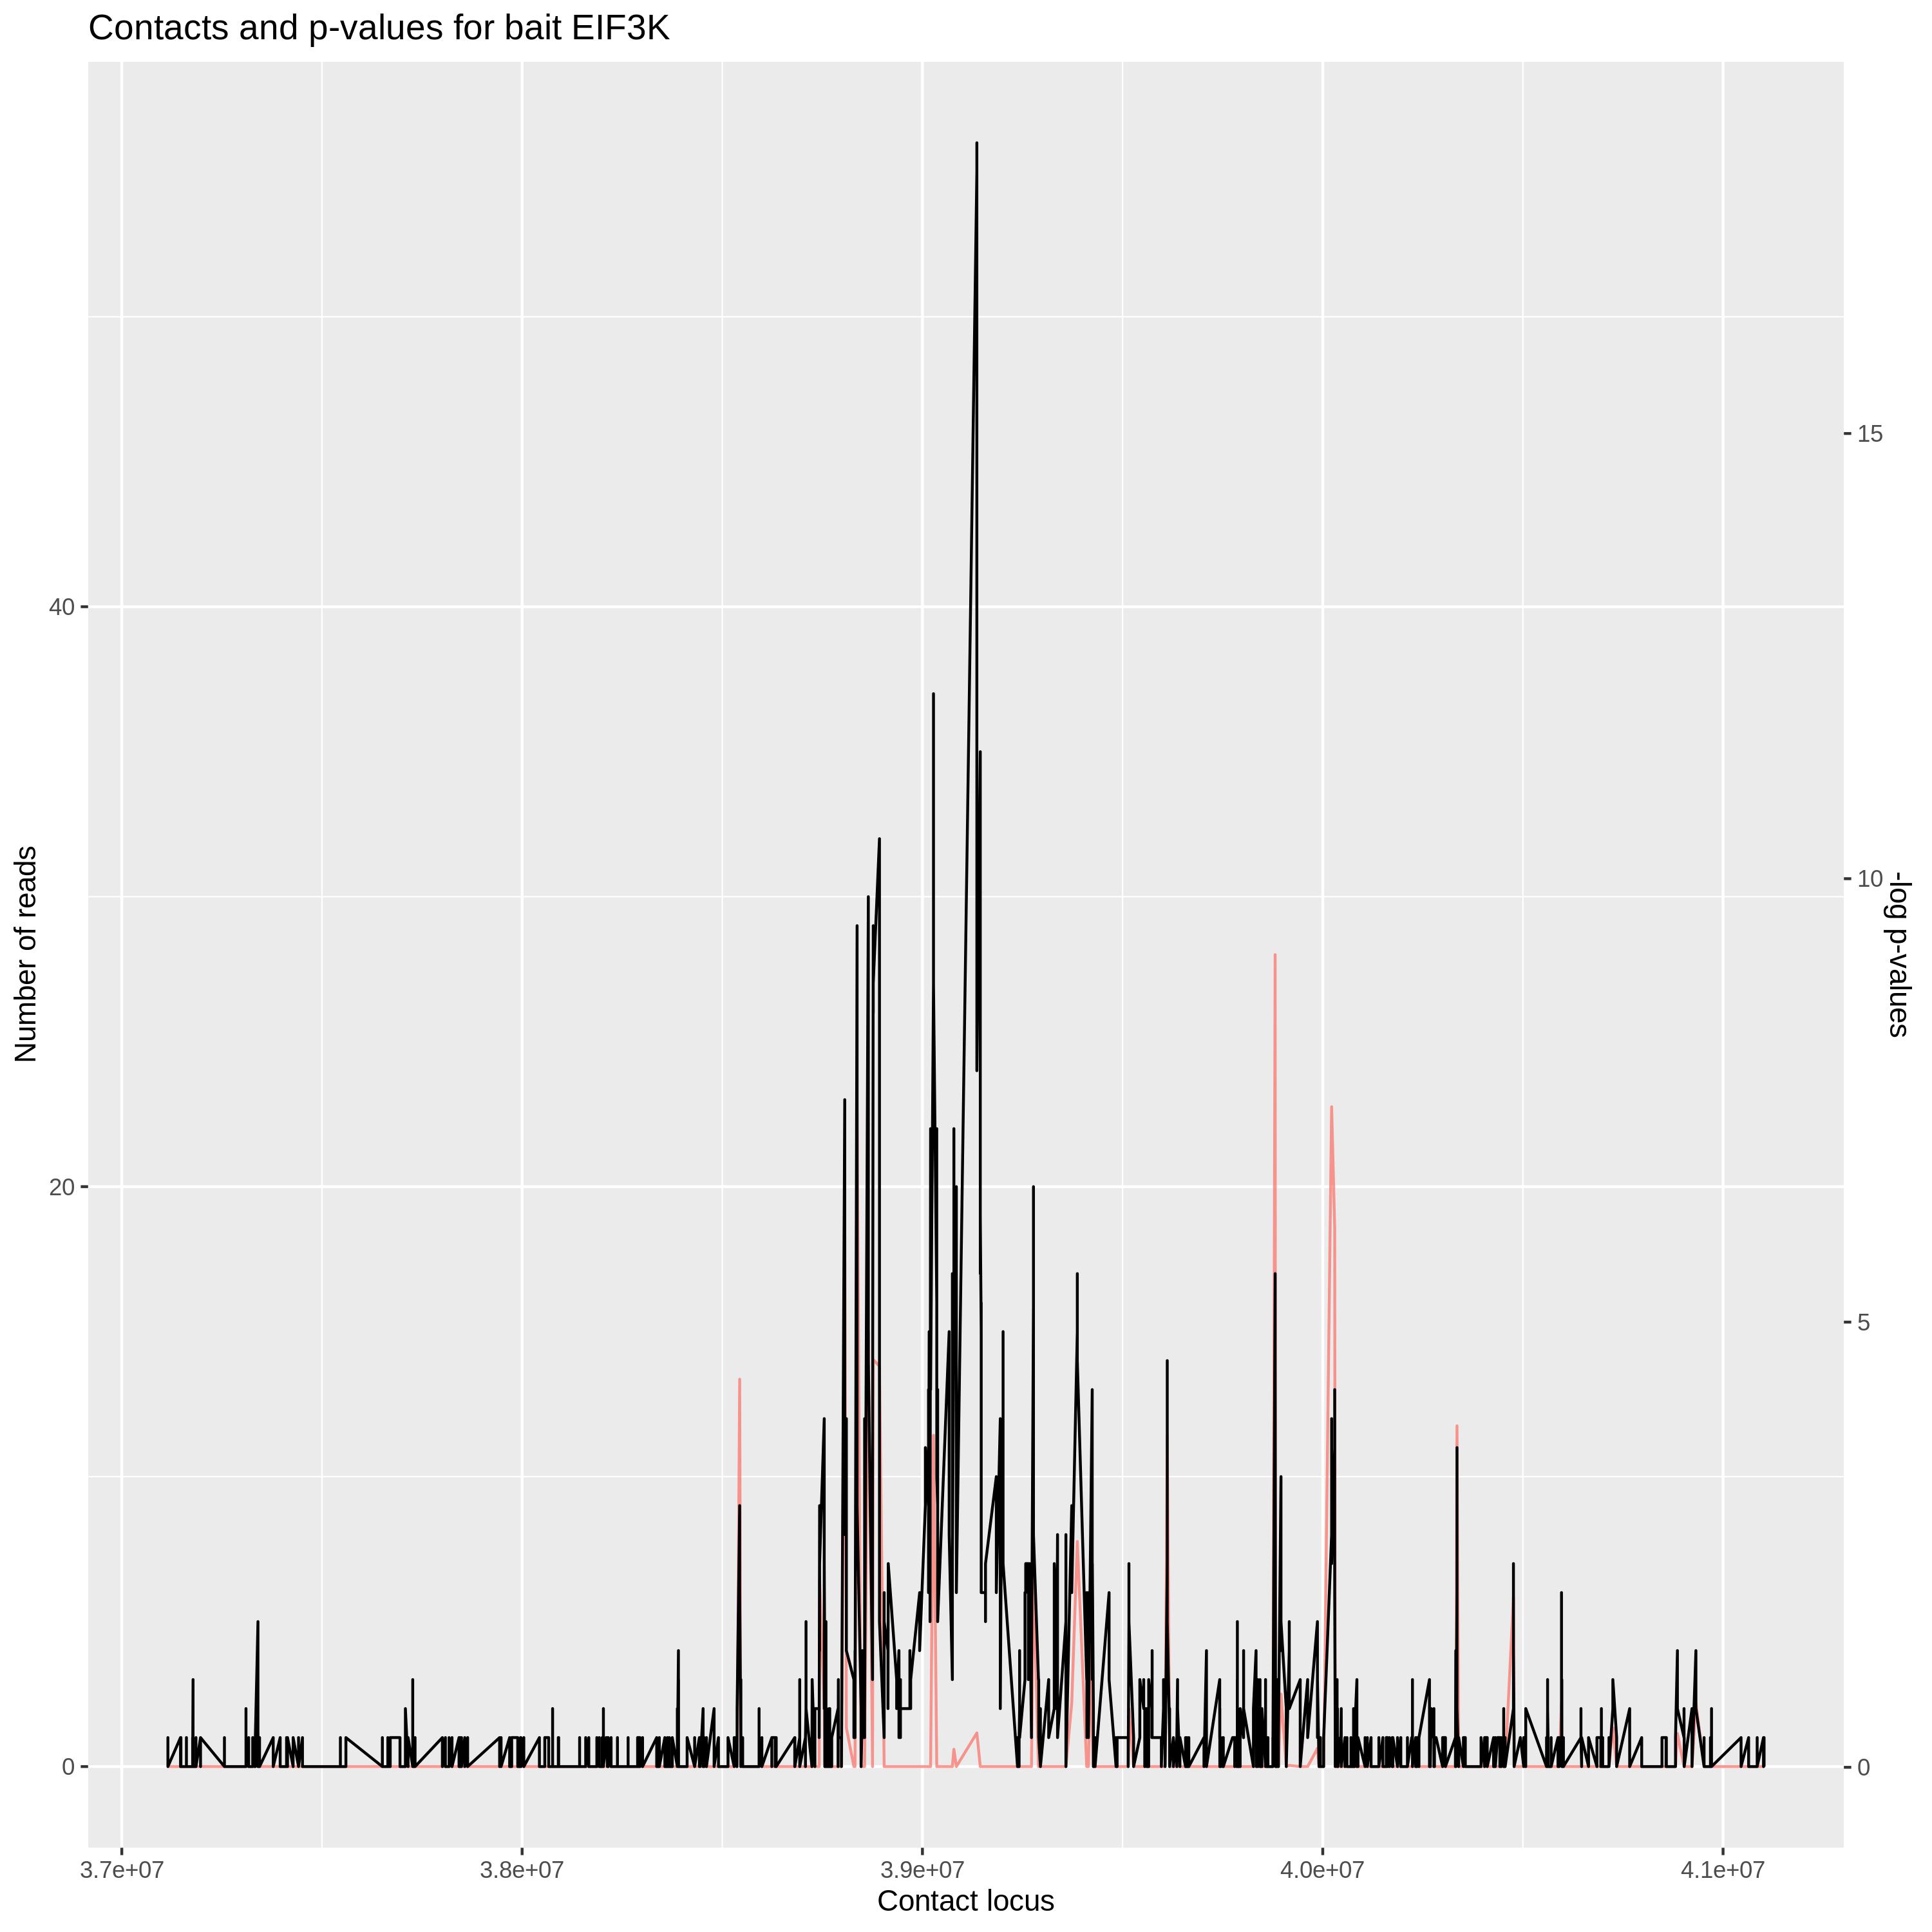 Contacts and p-values for bait EIF3K
Number of reads
40
20
0
15
10
5
0
-log p-values
3.7e+07
3.8e+07
3.9e+07
4.0e+07
4.1e+07
Contact locus